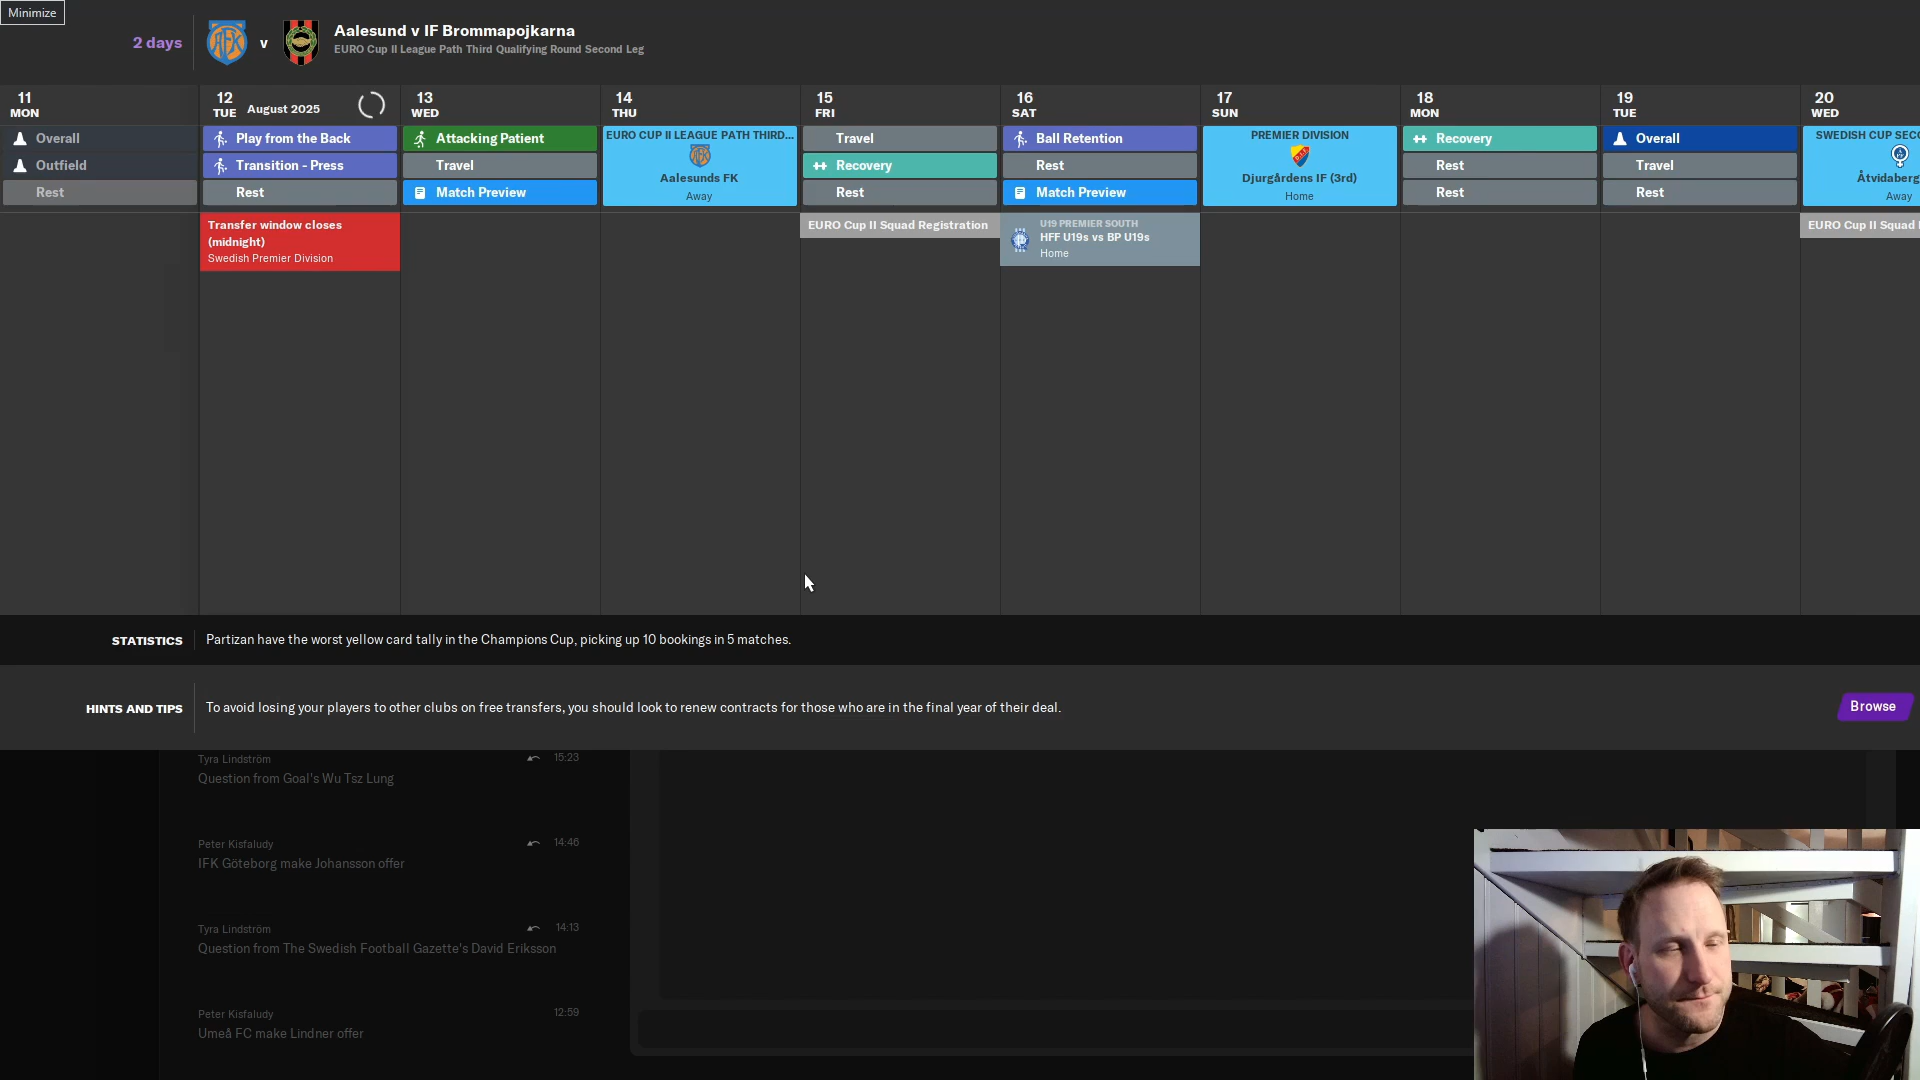 Minimize
2 days
v
Aalesund v IF Brommapojkarna
EURO Cup II League Path Third Qualifying Round Second Leg
11
MON
12
TUE August 2025
13
WED
14
THU
15
FRI
16
SAT
17
SUN
18
MON
19
TUE
20
WED
Overall
Outfield
Rest
Play from the Back
Transition - Press
Rest
Attacking Patient
Travel
Match Preview
EURO CUP II LEAGUE PATH THIRD...
Aalesunds FK
Away
Travel
Recovery
Rest
Ball Retention
Rest
Match Preview
PREMIER DIVISION
Djurgårdens IF (3rd)
Home
Recovery
Rest
Rest
Overall
Travel
Rest
SWEDISH CUP SECO
Åtvidaberg
Away
Transfer window closes
(midnight)
Swedish Premier Division
EURO Cup II Squad Registration
U19 PREMIER SOUTH
HFF U19s vs BP U19s
Home
EURO Cup II Squad
STATISTICS
Partizan have the worst yellow card tally in the Champions Cup, picking up 10 bookings in 5 matches.
HINTS AND TIPS
To avoid losing your players to other clubs on free transfers, you should look to renew contracts for those who are in the final year of their deal.
Browse
Tyra Lindström 15:23
Question from Goal's Wu Tsz Lung
Peter Kisfaludy 14:46
IFK Göteborg make Johansson offer
Tyra Lindström 14:13
Question from The Swedish Football Gazette's David Eriksson
Peter Kisfaludy 12:59
Umeå FC make Lindner offer